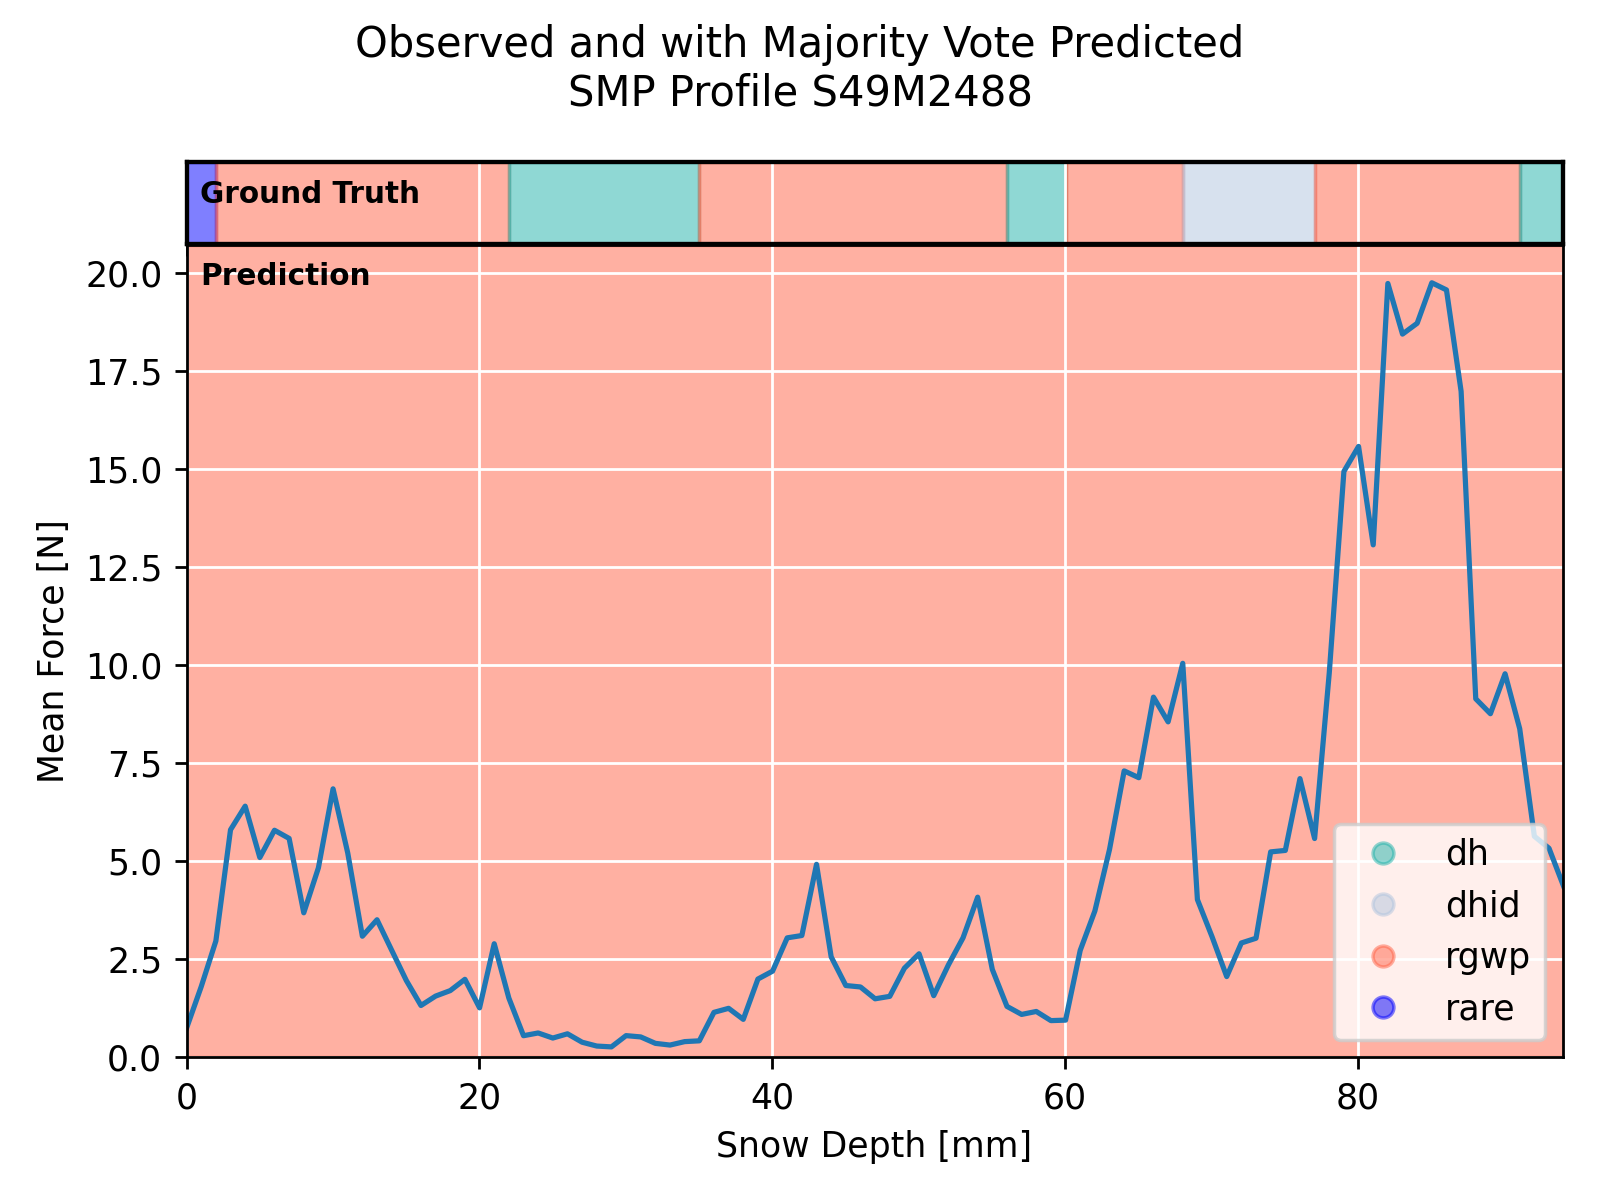 Observed and with Majority Vote Predicted
SMP Profile S49M2488
Ground Truth
Prediction
20.0
17.5
15.0
12.5
10.0
7.5
5.0
2.5
0.0
Mean Force [N]
dh
dhid
rgwp
rare
0 20 40 60 80
Snow Depth [mm]